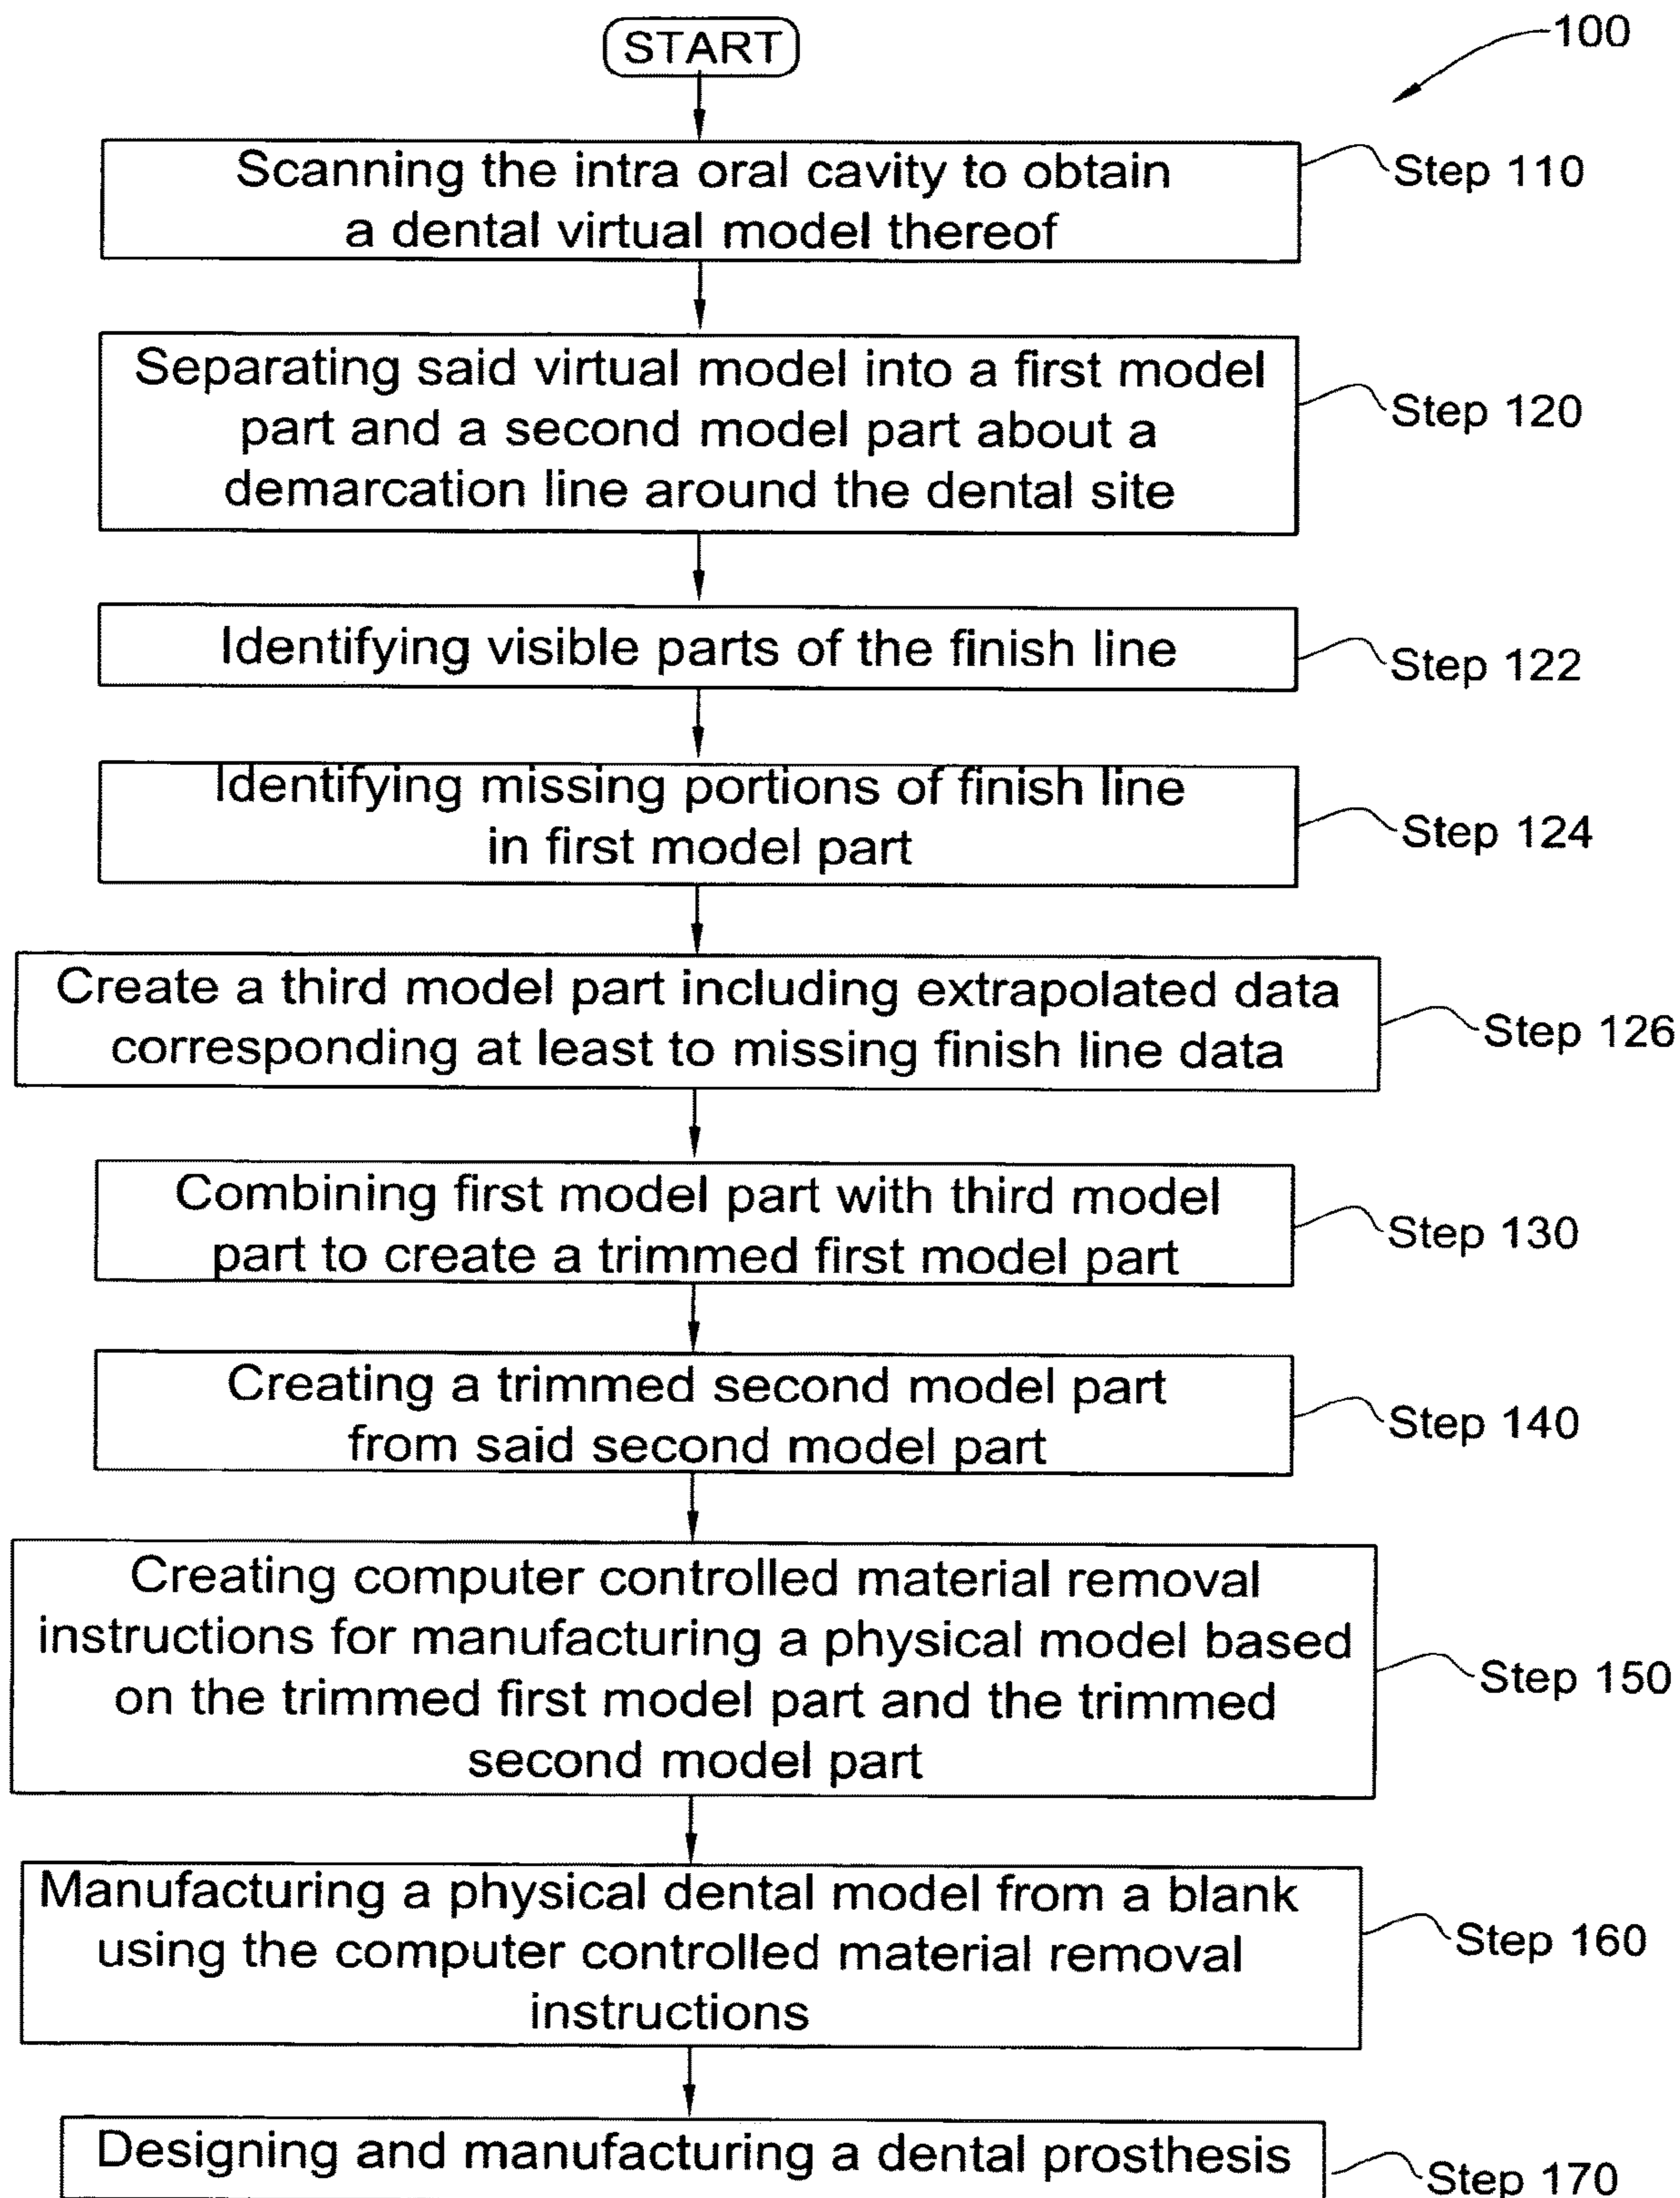 START
100
Scanning the intra oral cavity to obtain
a dental virtual model thereof
Step 110
Separating said virtual model into a first model
part and a second model part about a
demarcation line around the dental site
Step 120
Identifying visible parts of the finish line
Step 122
Identifying missing portions of finish line
in first model part
Step 124
Create a third model part including extrapolated data
corresponding at least to missing finish line data
Step 126
Combining first model part with third model
part to create a trimmed first model part
Step 130
Creating a trimmed second model part
from said second model part
Step 140
Creating computer controlled material removal
instructions for manufacturing a physical model based
on the trimmed first model part and the trimmed
second model part
Step 150
Manufacturing a physical dental model from a blank
using the computer controlled material removal
instructions
Step 160
Designing and manufacturing a dental prosthesis
Step 170